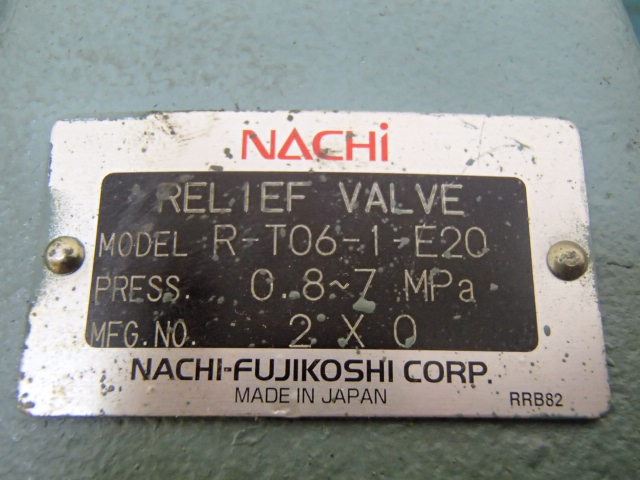 NACHi
RELIEF VALVE
MODEL R-T06-1-E20
PRESS. 0.8~7 MPa
MFG.NO. 2 X 0
NACHI-FUJIKOSHI CORP.
MADE IN JAPAN
RRB82